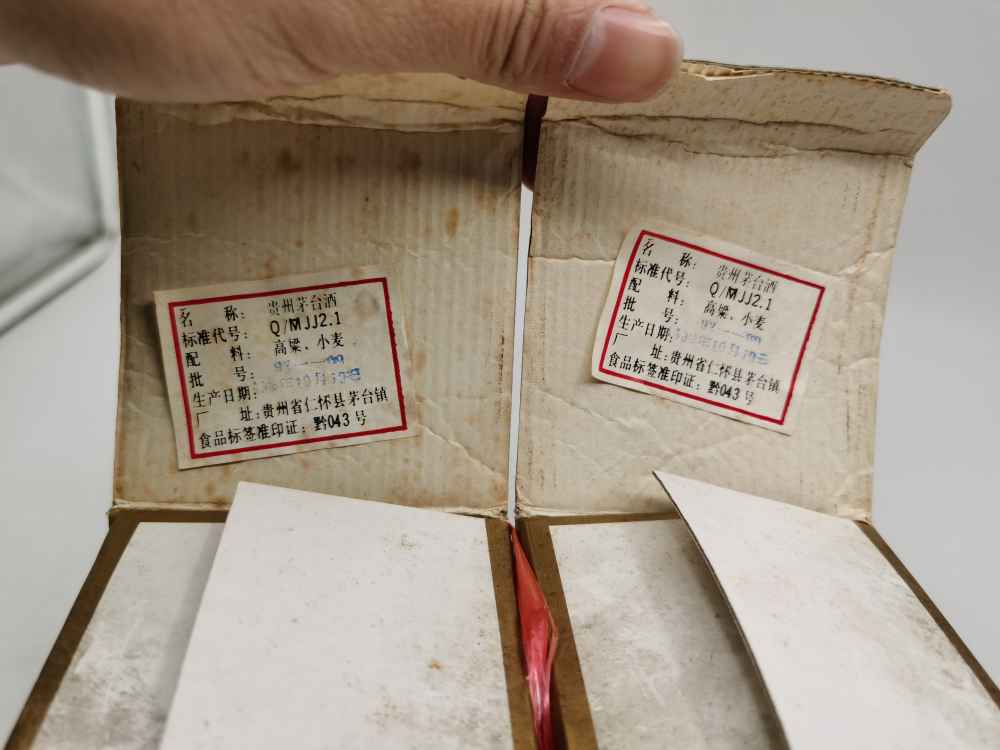 名 称: 贵州茅台酒
标准代号: Q/MJJ2.1
配 料: 高粱、小麦
批 号:
生产日期:
厂 址:贵州省仁怀县茅台镇
食品标签准印证: 黔043 号
名 称: 贵州茅台酒
标准代号: Q/MJJ2.1
配 料: 高粱、小麦
批 号:
生产日期:
厂 址:贵州省仁怀县茅台镇
食品标签准印证: 黔043 号